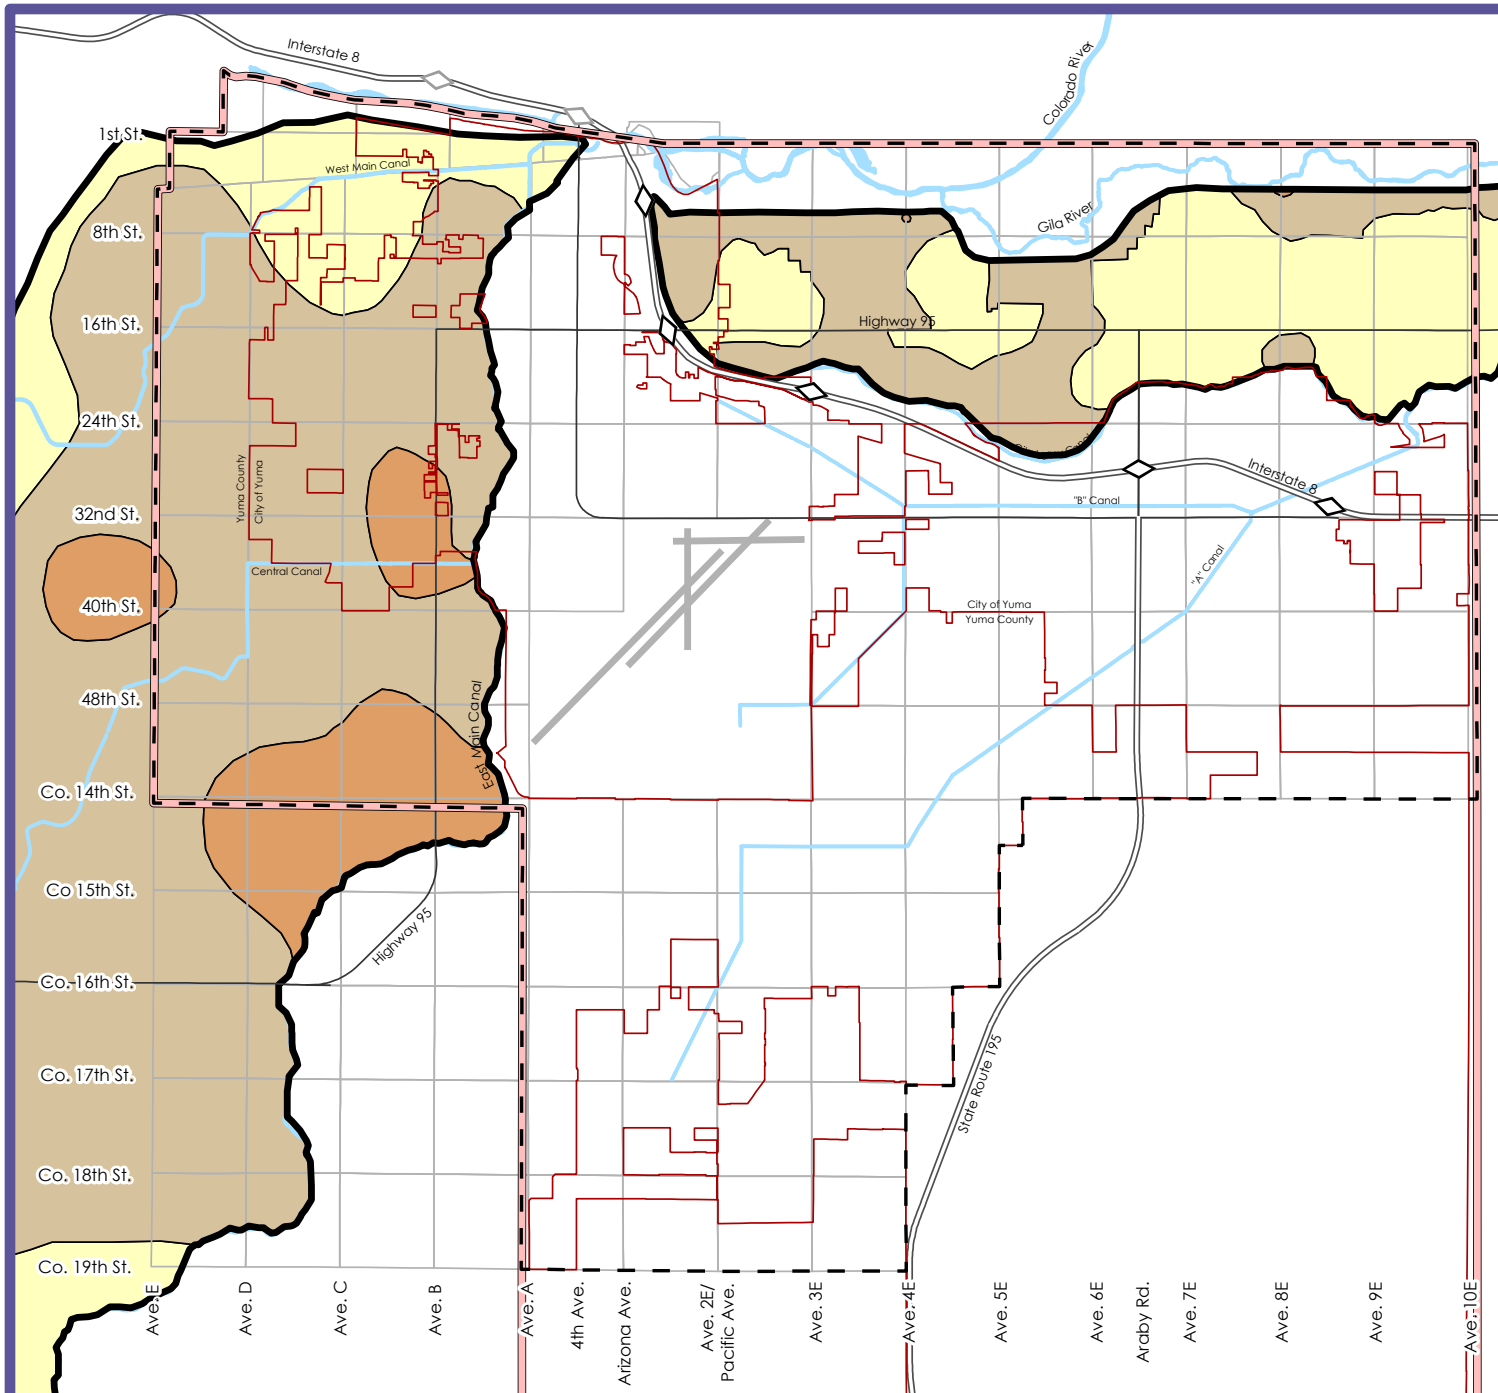 Interstate 8
Colorado River
1st St.
West Main Canal
Gila River
8th St.
16th St.
Highway 95
24th St.
Yuma County
City of Yuma
Interstate 8
"B" Canal
32nd St.
"A" Canal
Central Canal
40th St.
City of Yuma
Yuma County
48th St.
East Main Canal
Co. 14th St.
Co 15th St.
Highway 95
Co. 16th St.
State Route 195
Co. 17th St.
Co. 18th St.
Co. 19th St.
Ave. E
Ave. D
Ave. C
Ave. B
Ave. A
4th Ave.
Arizona Ave.
Ave. 2E/
Pacific Ave.
Ave. 3E
Ave. 4E
Ave. 5E
Ave. 6E
Araby Rd.
Ave. 7E
Ave. 8E
Ave. 9E
Ave. 10E